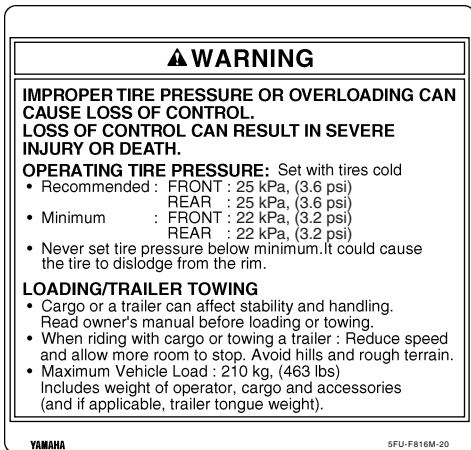 WARNING
IMPROPER TIRE PRESSURE OR OVERLOADING CAN
CAUSE LOSS OF CONTROL.
LOSS OF CONTROL CAN RESULT IN SEVERE
INJURY OR DEATH.
OPERATING TIRE PRESSURE: Set with tires cold
• Recommended : FRONT : 25 kPa, (3.6 psi)
REAR : 25 kPa, (3.6 psi)
• Minimum : FRONT : 22 kPa, (3.2 psi)
REAR : 22 kPa, (3.2 psi)
• Never set tire pressure below minimum.It could cause
the tire to dislodge from the rim.
LOADING/TRAILER TOWING
• Cargo or a trailer can affect stability and handling.
Read owner's manual before loading or towing.
• When riding with cargo or towing a trailer : Reduce speed
and allow more room to stop. Avoid hills and rough terrain.
• Maximum Vehicle Load : 210 kg, (463 lbs)
Includes weight of operator, cargo and accessories
(and if applicable, trailer tongue weight).
YAMAHA 5FU-F816M-20